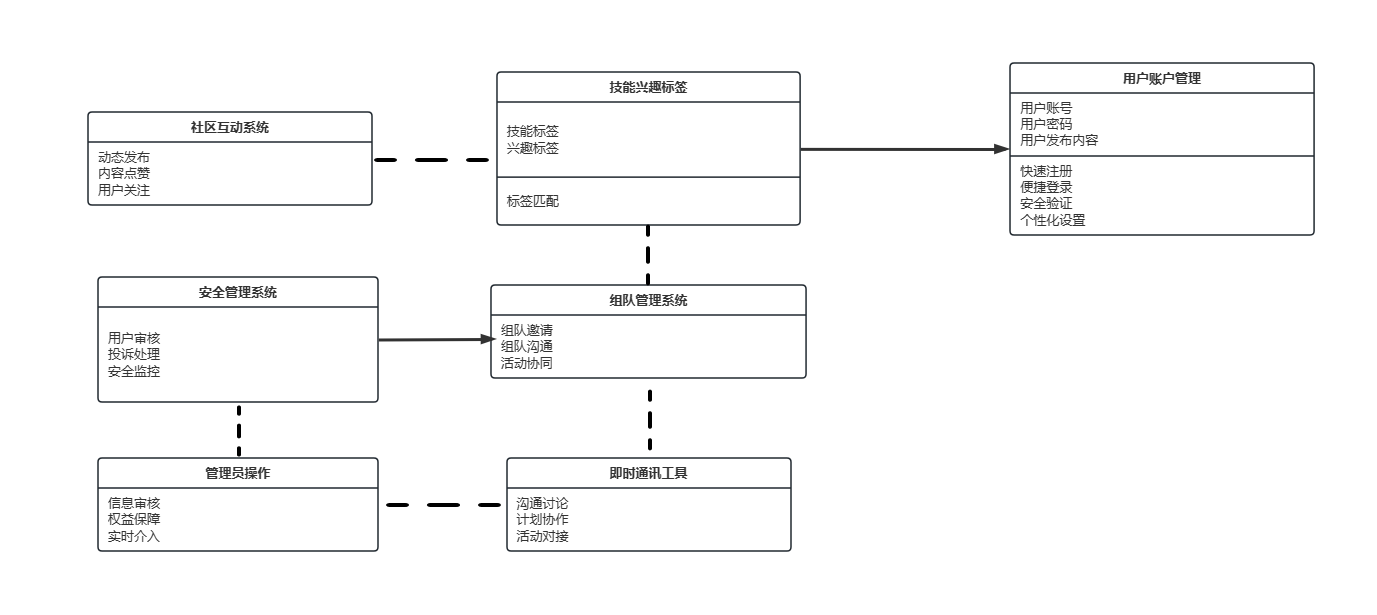 社区互动系统
动态发布
内容点赞
用户关注
技能兴趣标签
技能标签
兴趣标签
标签匹配
用户账户管理
用户账号
用户密码
用户发布内容
快速注册
便捷登录
安全验证
个性化设置
安全管理系统
用户审核
投诉处理
安全监控
组队管理系统
组队邀请
组队沟通
活动协同
管理员操作
信息审核
权益保障
实时介入
即时通讯工具
沟通讨论
计划协作
活动对接